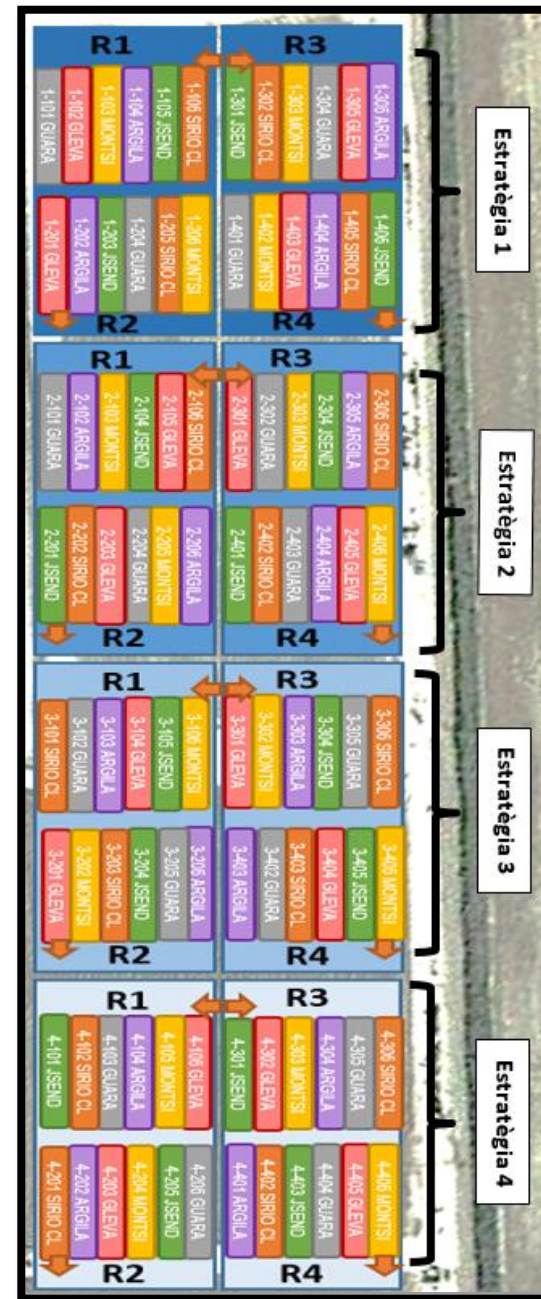 R1
R3
1-101 GUARA
1-102 GLEVA
1-103 MONTSI
1-104 ARGILA
1-105 JSEND
1-106 SIRIO CL
1-301 JSEND
1-302 SIRIO CL
1-303 MONTSI
1-304 GUARA
1-305 GLEVA
1-305 ARGILA
1-201 GLEVA
1-202 ARGILA
1-203 JSEND
1-204 GUARA
1-205 SIRIO CL
1-206 MONTSI
1-401 GUARA
1-402 MONTSI
1-403 GLEVA
1-404 ARGILA
1-405 SIRIO CL
1-406 JSEND
R2
R4
Estratègia 1
R1
R3
2-101 GUARA
2-102 ARGILA
2-103 MONTSI
2-104 JSEND
2-105 GLEVA
2-106 SIRIO CL
2-301 GLEVA
2-302 GUARA
2-303 MONTSI
2-304 JSEND
2-305 ARGILA
2-306 SIRIO CL
2-201 JSEND
2-202 SIRIO CL
2-203 GLEVA
2-204 GUARA
2-205 MONTSI
2-206 ARGILA
2-401 JSEND
2-402 SIRIO CL
2-403 GUARA
2-404 ARGILA
2-405 GLEVA
2-406 MONTSI
R2
R4
Estratègia 2
R1
R3
3-101 SIRIO CL
3-102 GUARA
3-103 ARGILA
3-104 GLEVA
3-105 JSEND
3-106 MONTSI
3-301 GLEVA
3-302 MONTSI
3-303 ARGILA
3-304 JSEND
3-305 GUARA
3-306 SIRIO CL
3-201 GLEVA
3-202 MONTSI
3-203 SIRIO CL
3-204 JSEND
3-205 GUARA
3-206 ARGILA
3-403 ARGILA
3-402 GUARA
3-403 SIRIO CL
3-404 GLEVA
3-405 JSEND
3-406 MONTSI
R2
R4
Estratègia 3
R1
R3
4-101 JSEND
4-102 SIRIO CL
4-103 GUARA
4-104 ARGILA
4-105 MONTSI
4-106 GLEVA
4-301 JSEND
4-302 GLEVA
4-303 MONTSI
4-304 ARGILA
4-305 GUARA
4-306 SIRIO CL
4-201 SIRIO CL
4-202 ARGILA
4-203 GLEVA
4-204 MONTSI
4-205 JSEND
4-206 GUARA
4-401 ARGILA
4-402 SIRIO CL
4-403 JSEND
4-404 GUARA
4-405 GLEVA
4-406 MONTSI
R2
R4
Estratègia 4